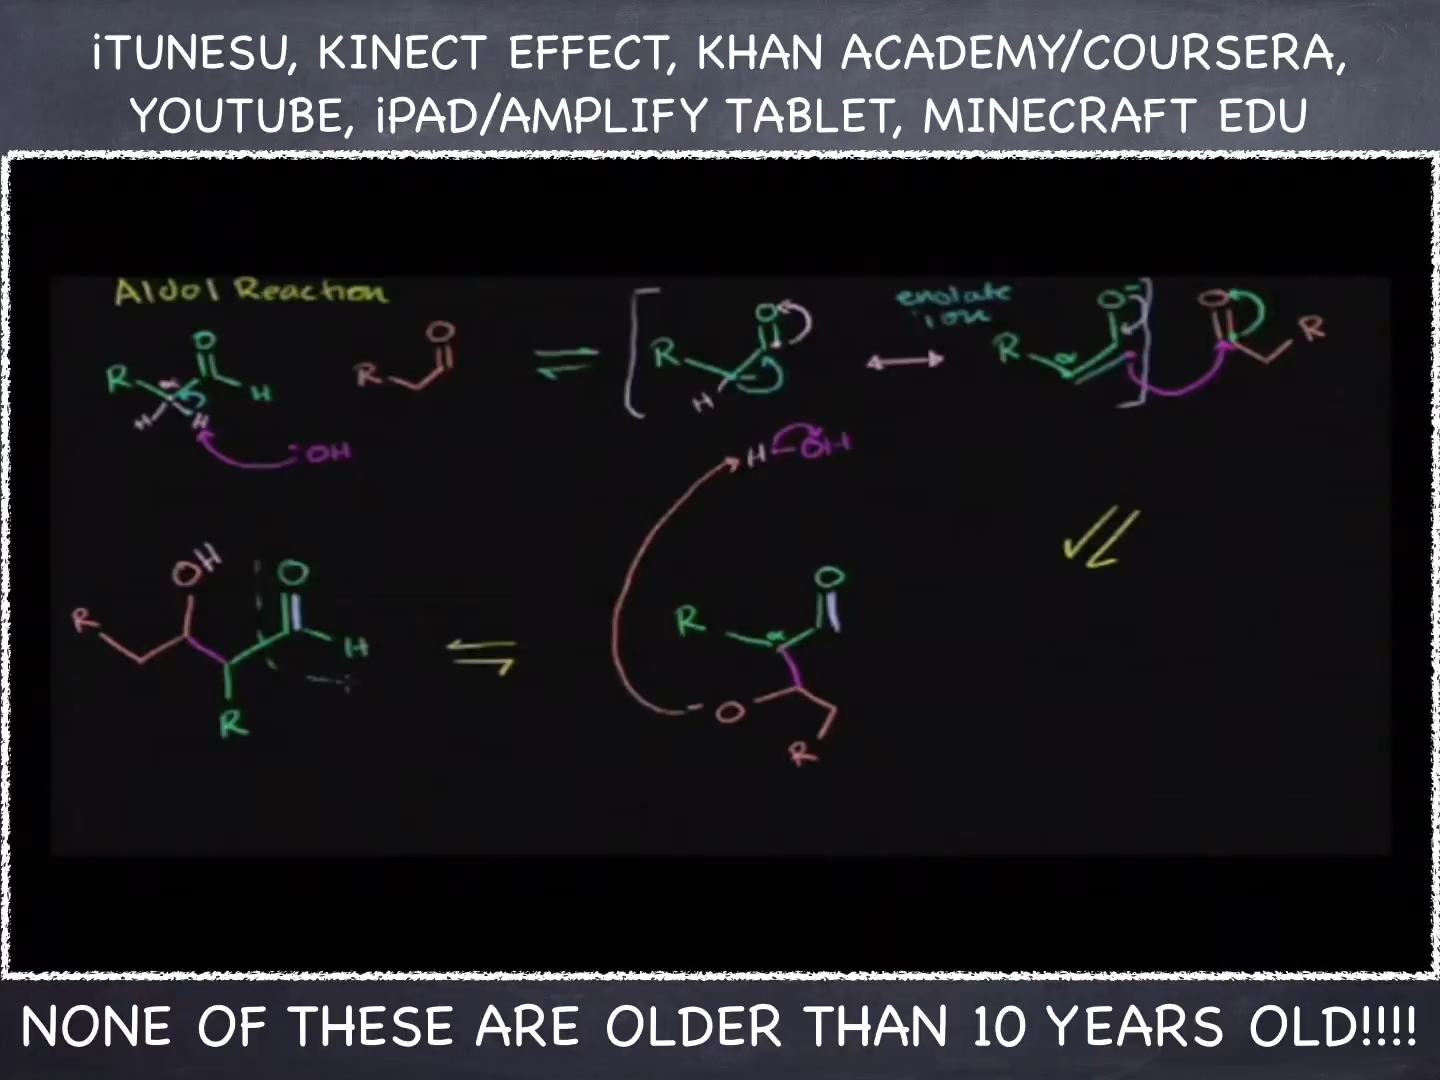 iTUNESU, KINECT EFFECT, KHAN ACADEMY/COURSERA,
YOUTUBE, iPAD/AMPLIFY TABLET, MINECRAFT EDU
Aldol Reaction
enolate
ion
O O O O⁻ O
R α H R R R α R
H H H
⁻OH H-OH
OH O O
R H R α
R ⁻O
R
NONE OF THESE ARE OLDER THAN 10 YEARS OLD!!!!